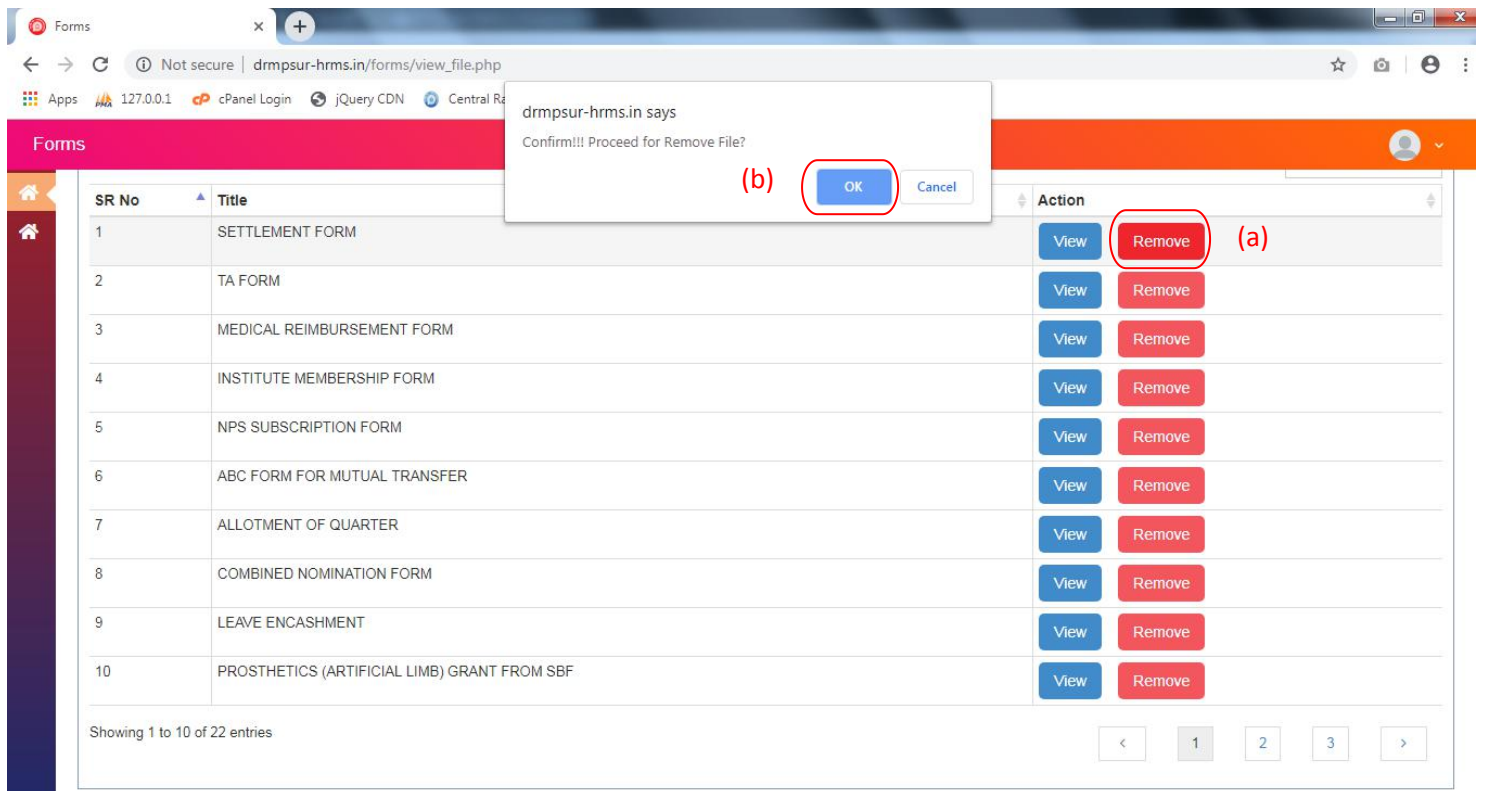 Forms
Not secure | drmpsur-hrms.in/forms/view_file.php
Apps 127.0.0.1 cPanel Login jQuery CDN Central Ra
drmpsur-hrms.in says
Confirm!!! Proceed for Remove File?
(b) OK Cancel
Forms
SR No Title Action
1 SETTLEMENT FORM View Remove (a)
2 TA FORM View Remove
3 MEDICAL REIMBURSEMENT FORM View Remove
4 INSTITUTE MEMBERSHIP FORM View Remove
5 NPS SUBSCRIPTION FORM View Remove
6 ABC FORM FOR MUTUAL TRANSFER View Remove
7 ALLOTMENT OF QUARTER View Remove
8 COMBINED NOMINATION FORM View Remove
9 LEAVE ENCASHMENT View Remove
10 PROSTHETICS (ARTIFICIAL LIMB) GRANT FROM SBF View Remove
Showing 1 to 10 of 22 entries < 1 2 3 >